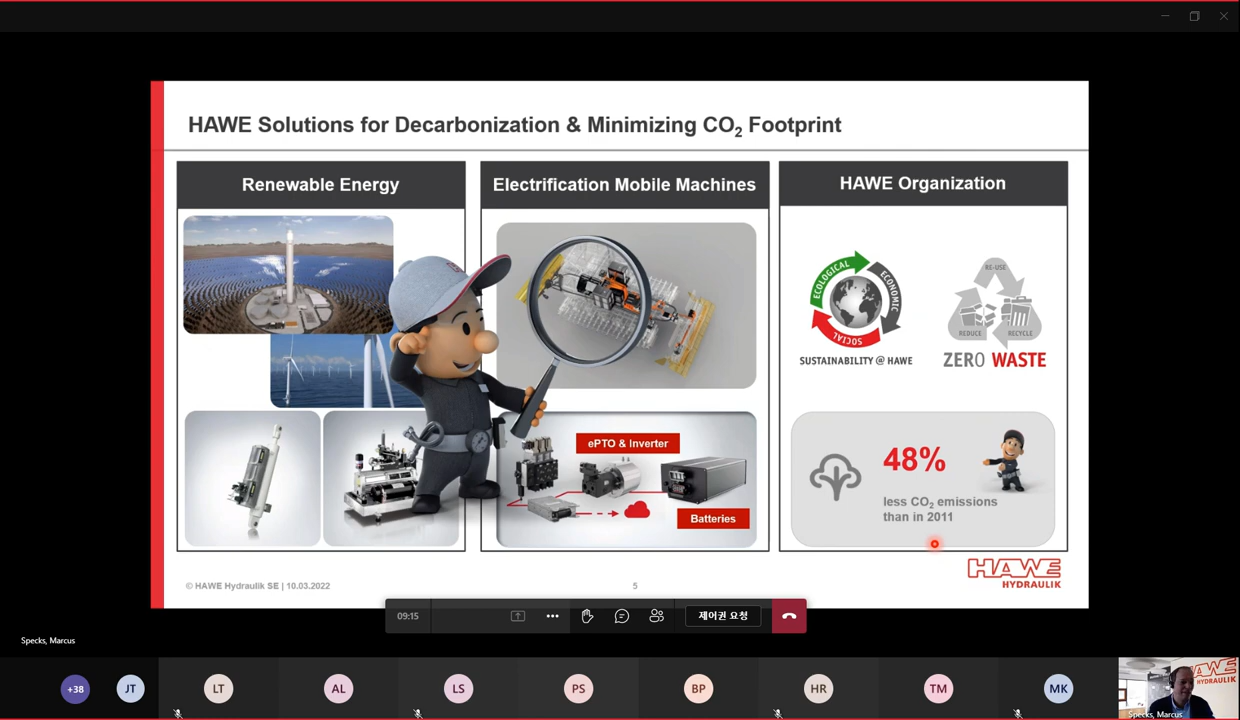 HAWE Solutions for Decarbonization & Minimizing CO₂ Footprint
Renewable Energy
Electrification Mobile Machines
HAWE Organization
ECOLOGICAL
ECONOMIC
SOCIAL
SUSTAINABILITY @ HAWE
RE-USE
REDUCE
RECYCLE
ZERO WASTE
ePTO & Inverter
Batteries
48%
less CO₂ emissions
than in 2011
© HAWE Hydraulik SE | 10.03.2022
5
HAWE
HYDRAULIK
09:15
제어권 요청
Specks, Marcus
+38
JT
LT
AL
LS
PS
BP
HR
TM
MK
HAWE
HYDRAULIK
Specks, Marcus